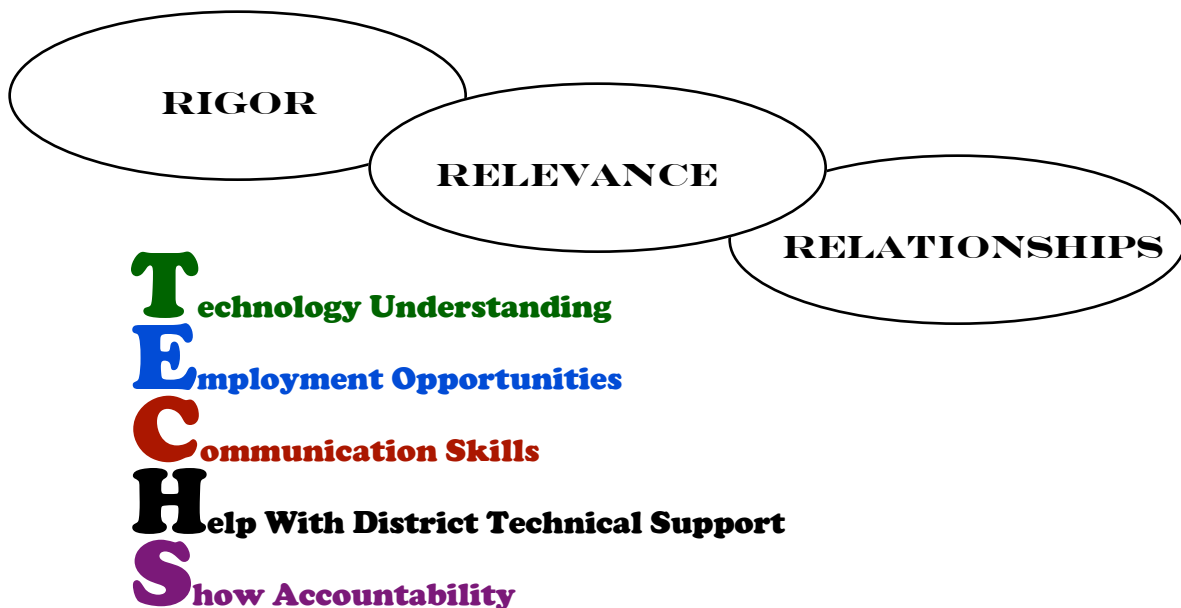 RIGOR
RELEVANCE
RELATIONSHIPS
Technology Understanding
Employment Opportunities
Communication Skills
Help With District Technical Support
Show Accountability